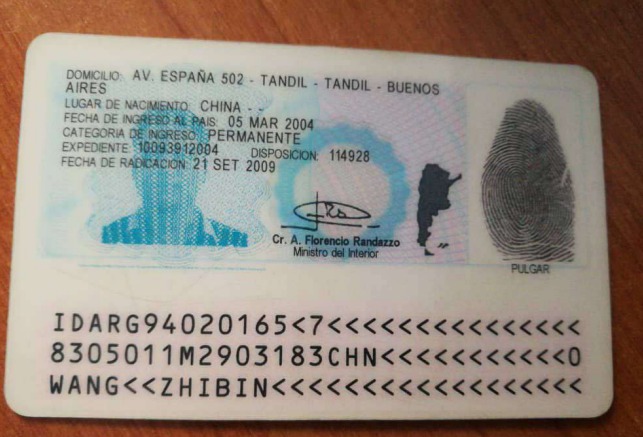 DOMICILIO: AV. ESPAÑA 502 - TANDIL - TANDIL - BUENOS
AIRES
LUGAR DE NACIMIENTO: CHINA - -
FECHA DE INGRESO AL PAIS: 05 MAR 2004
CATEGORIA DE INGRESO: PERMANENTE
EXPEDIENTE: 10093912004 DISPOSICION: 114928
FECHA DE RADICACION: 21 SET 2009
Cr. A. Florencio Randazzo
Ministro del Interior
PULGAR
IDARG94020165<7<<<<<<<<<<<<<<<
8305011M2903183CHN<<<<<<<<<<<0
WANG<<ZHIBIN<<<<<<<<<<<<<<<<<<